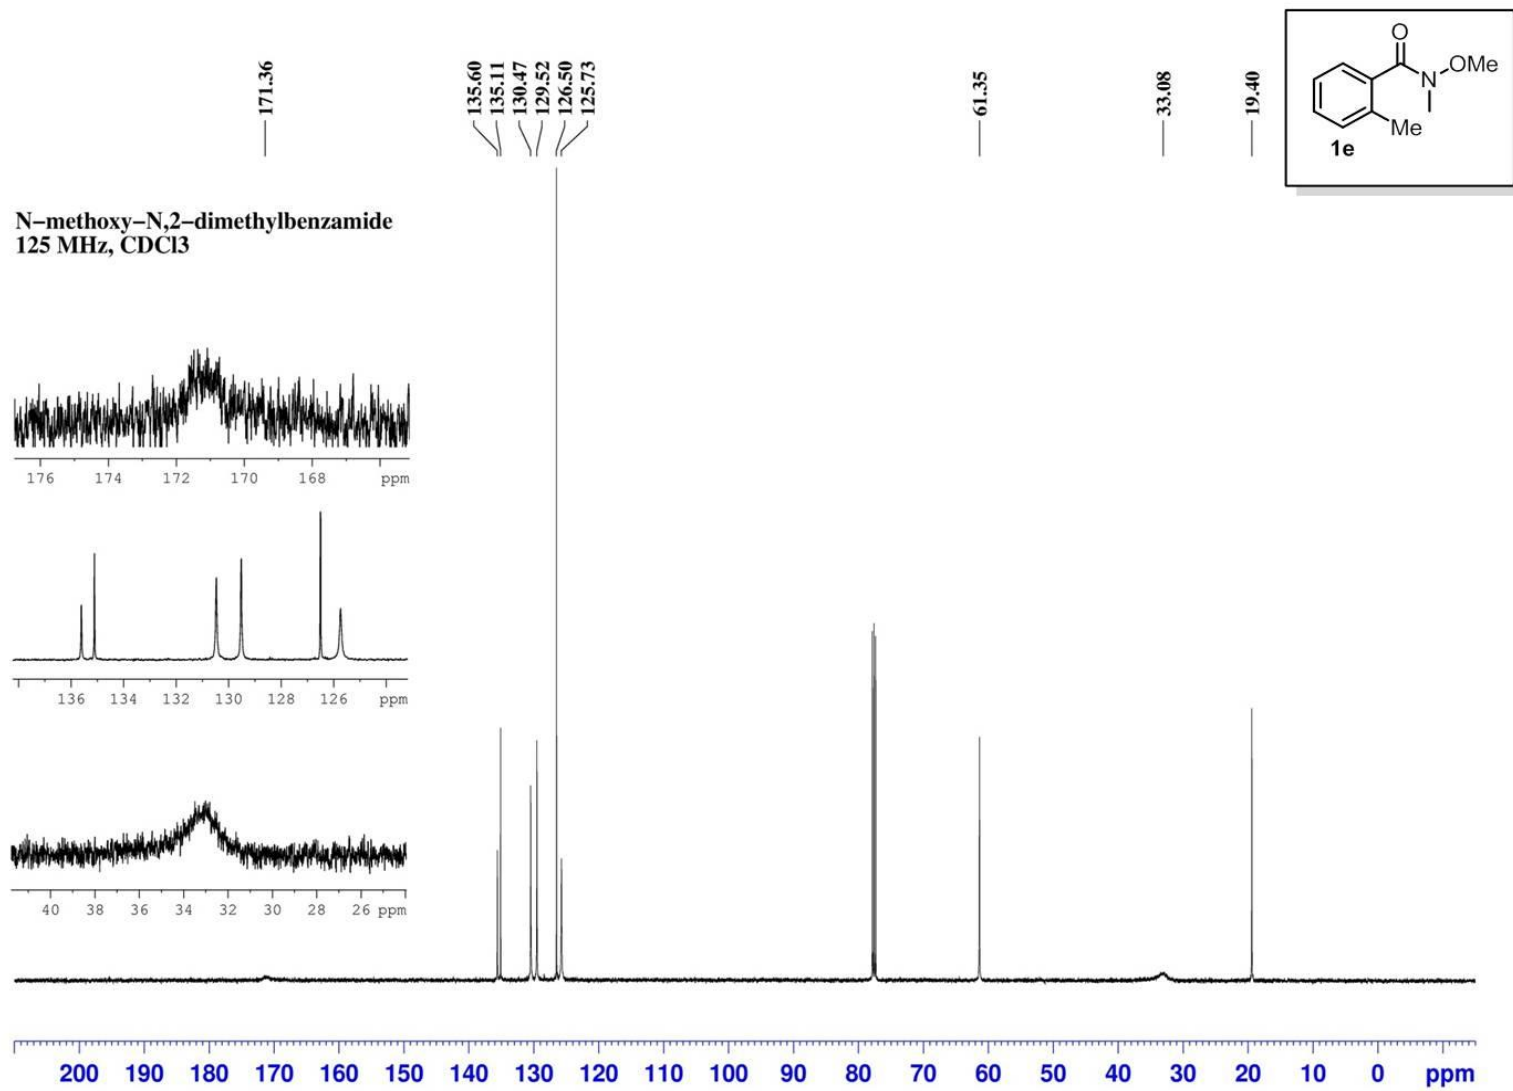 171.36
135.60
135.11
130.47
129.52
126.50
125.73
61.35
33.08
19.40
O
N
OMe
Me
1e
N-methoxy-N,2-dimethylbenzamide
125 MHz, CDCl3
176 174 172 170 168 ppm
136 134 132 130 128 126 ppm
40 38 36 34 32 30 28 26 ppm
200 190 180 170 160 150 140 130 120 110 100 90 80 70 60 50 40 30 20 10 0 ppm